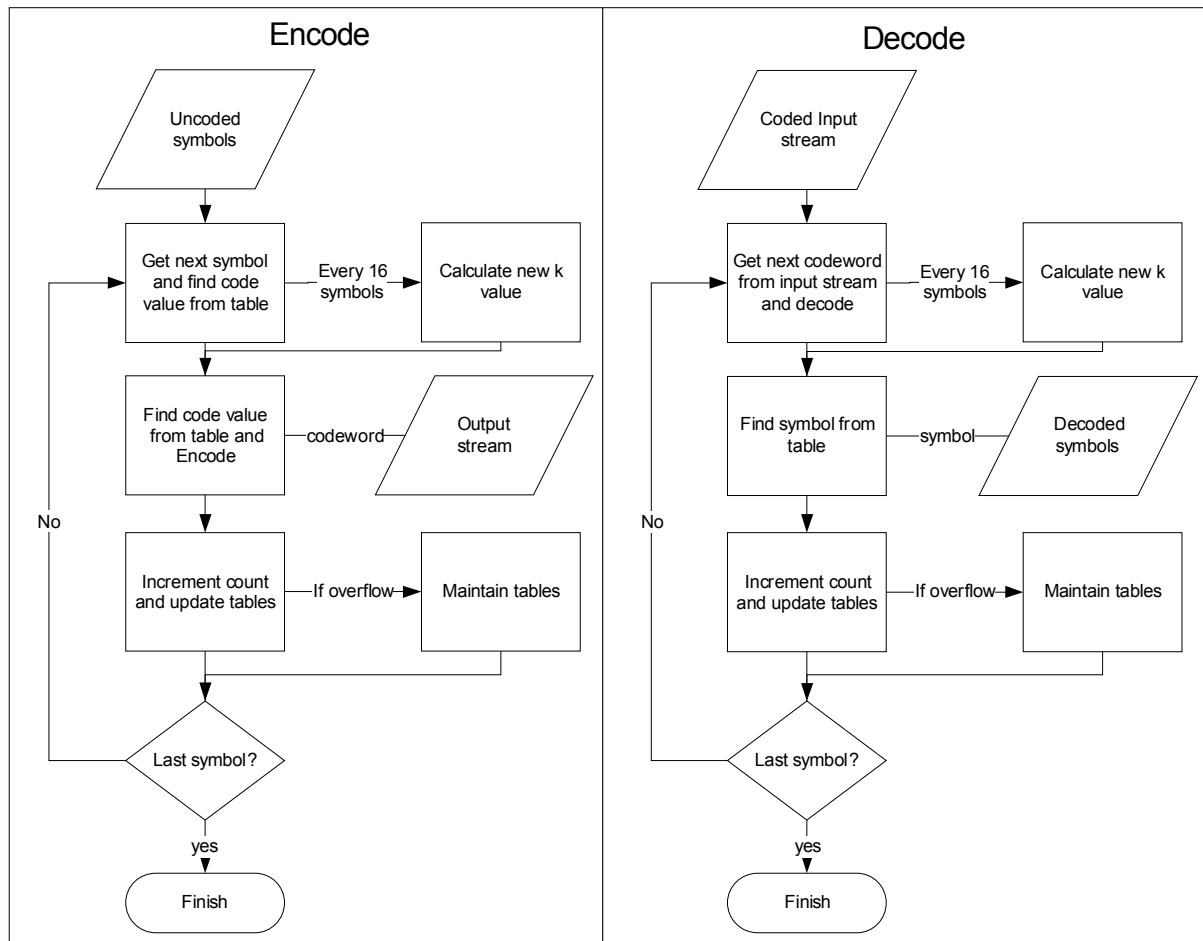 Encode
Uncoded
symbols
Get next symbol
and find code
value from table
Every 16
symbols
Calculate new k
value
Find code value
from table and
Encode
codeword
Output
stream
No
Increment count
and update tables
If overflow
Maintain tables
Last symbol?
yes
Finish
Decode
Coded Input
stream
Get next codeword
from input stream
and decode
Every 16
symbols
Calculate new k
value
Find symbol from
table
symbol
Decoded
symbols
No
Increment count
and update tables
If overflow
Maintain tables
Last symbol?
yes
Finish